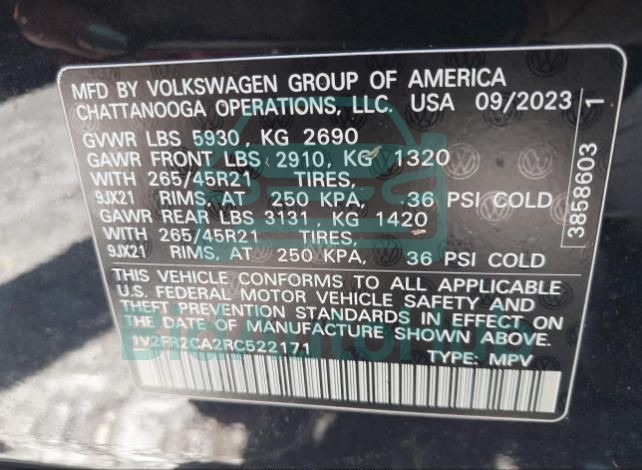 MFD BY VOLKSWAGEN GROUP OF AMERICA
CHATTANOOGA OPERATIONS, LLC. USA 09/2023
GVWR LBS 5930, KG 2690
GAWR FRONT LBS 2910, KG 1320
WITH 265/45R21 TIRES,
9JX21 RIMS, AT 250 KPA, 36 PSI COLD
GAWR REAR LBS 3131, KG 1420
WITH 265/45R21 TIRES,
9JX21 RIMS, AT 250 KPA, 36 PSI COLD
THIS VEHICLE CONFORMS TO ALL APPLICABLE
U.S. FEDERAL MOTOR VEHICLE SAFETY AND
THEFT PREVENTION STANDARDS IN EFFECT ON
THE DATE OF MANUFACTURE SHOWN ABOVE.
1V2FR2CA2RC522171 TYPE: MPV
3858603 1